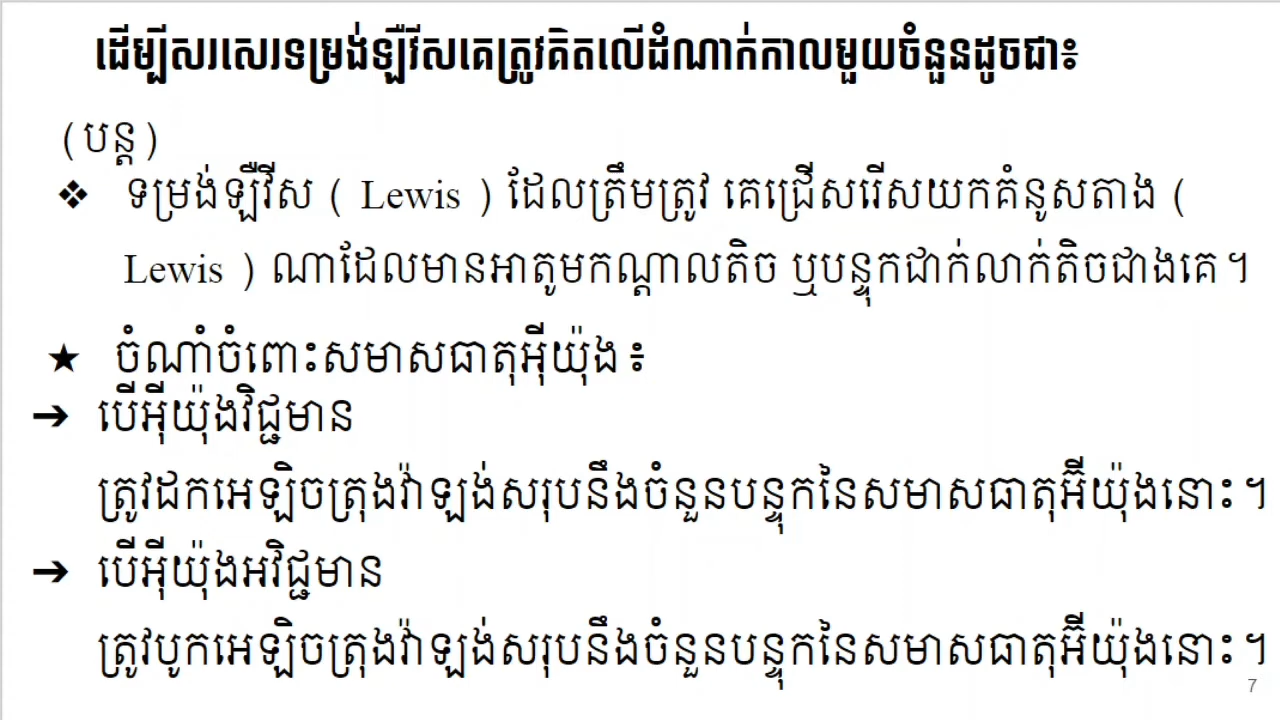 ដើម្បីសរសេរទម្រង់ឡឺវីសគេត្រូវគិតលើដំណាក់កាលមួយចំនួនដូចជា៖
(បន្ត)
❖ ទម្រង់ឡឺវីស ( Lewis ) ដែលត្រឹមត្រូវ គេជ្រើសរើសយកគំនូសតាង (
Lewis ) ណាដែលមានអាតូមកណ្តាលតិច ឬបន្ទុកជាក់លាក់តិចជាងគេ។
★ ចំណាំចំពោះសមាសធាតុអ៊ីយ៉ុង៖
➔ បើអ៊ីយ៉ុងវិជ្ជមាន
ត្រូវដកអេឡិចត្រុងវ៉ាឡង់សរុបនឹងចំនួនបន្ទុកនៃសមាសធាតុអ៊ីយ៉ុងនោះ។
➔ បើអ៊ីយ៉ុងអវិជ្ជមាន
ត្រូវបូកអេឡិចត្រុងវ៉ាឡង់សរុបនឹងចំនួនបន្ទុកនៃសមាសធាតុអ៊ីយ៉ុងនោះ។
7